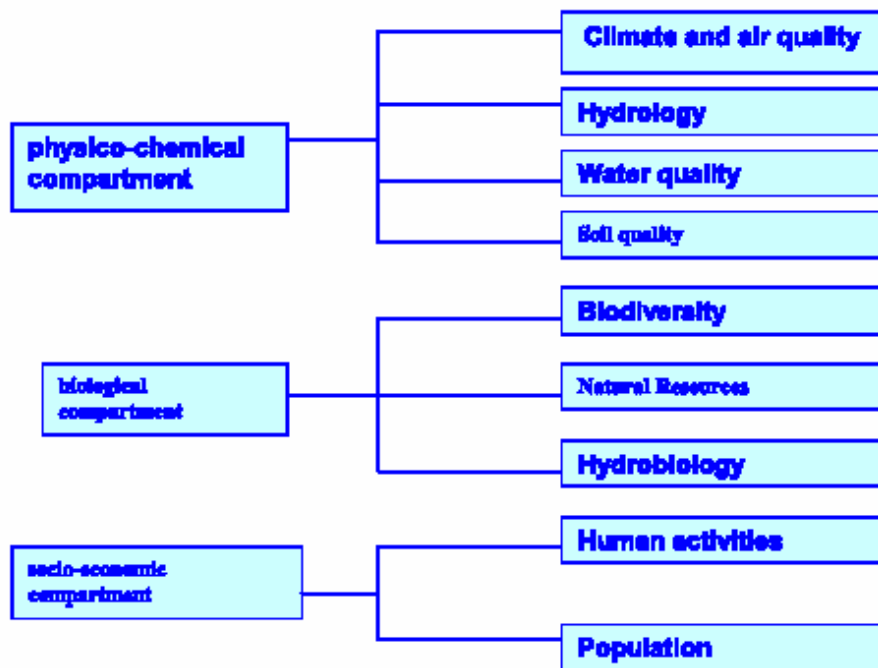 physico-chemical
compartment
Climate and air quality
Hydrology
Water quality
Soil quality
biological
compartment
Biodiversity
Natural Resources
Hydrobiology
socio-economic
compartment
Human activities
Population